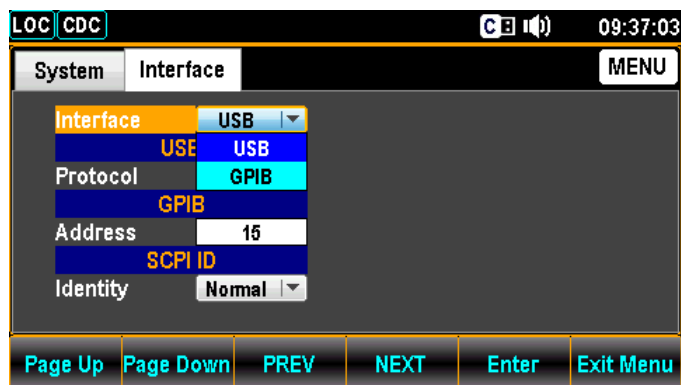 LOC CDC C 09:37:03
System Interface MENU
Interface USB
USB USB
Protocol GPIB
GPIB
Address 15
SCPI ID
Identity Normal
Page Up Page Down PREV NEXT Enter Exit Menu